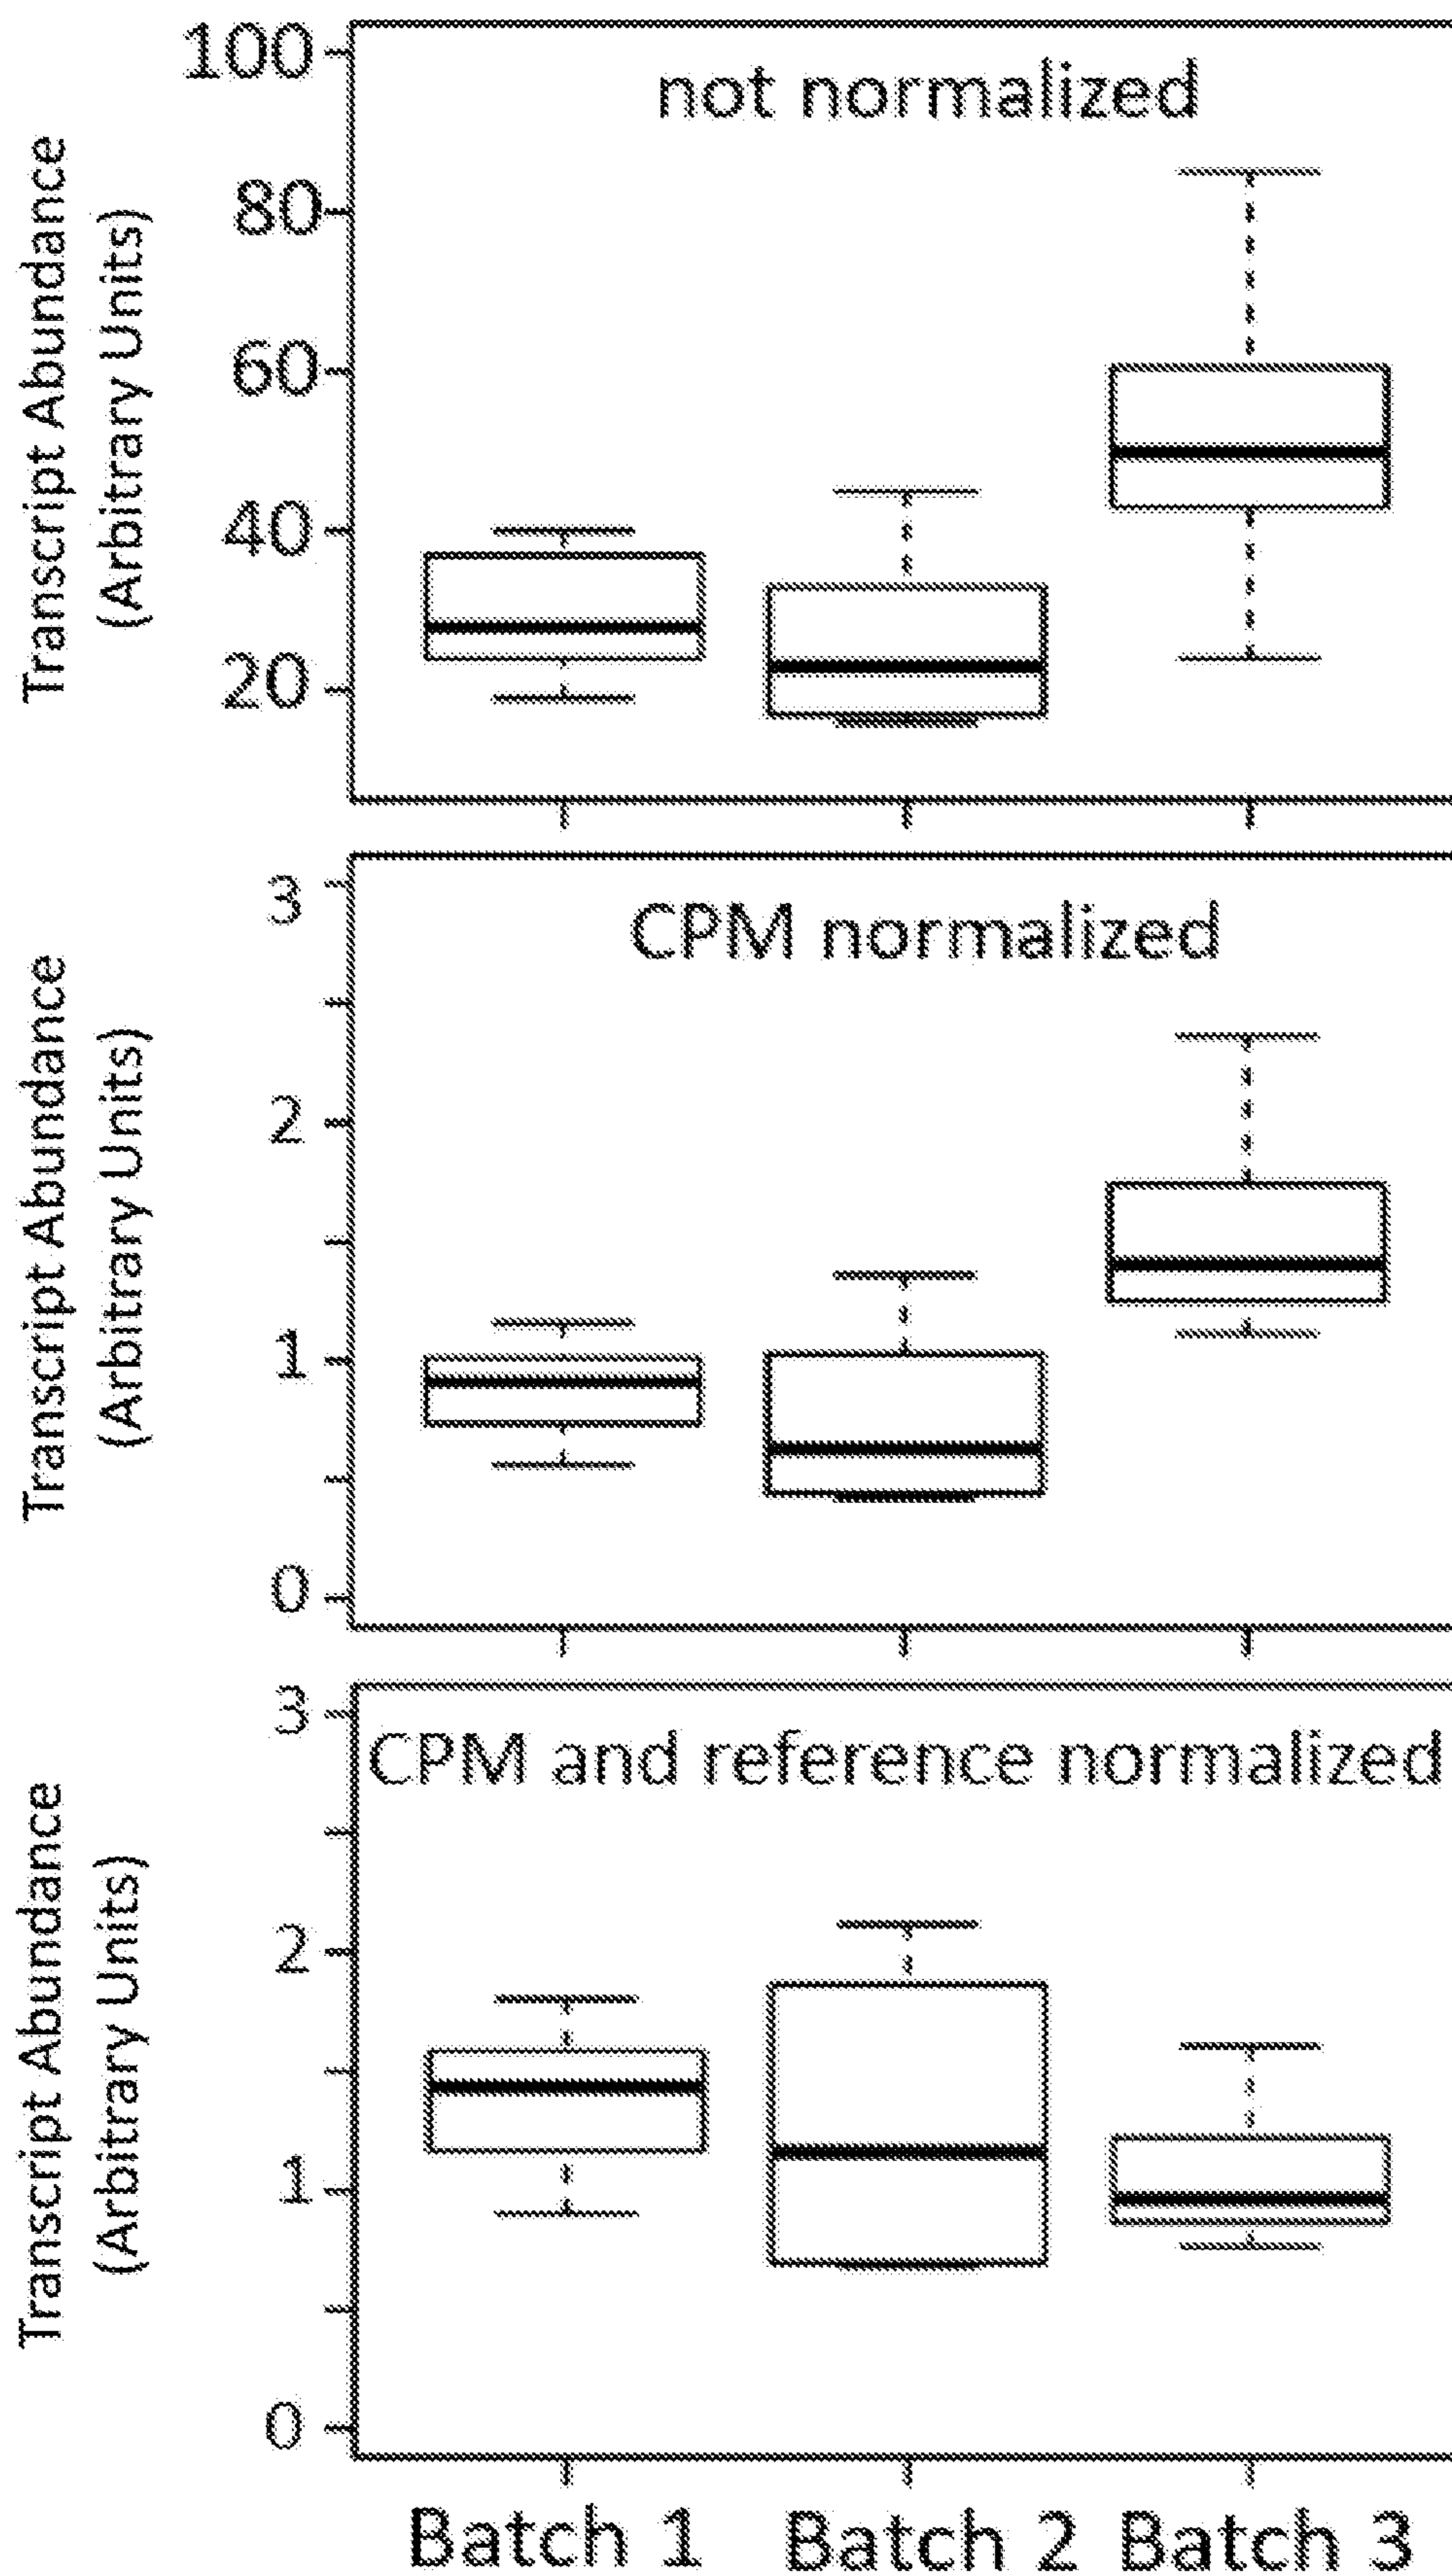 Transcript Abundance
(Arbitrary Units)
100
80
60
40
20
not normalized
Transcript Abundance
(Arbitrary Units)
3
2
1
0
CPM normalized
Transcript Abundance
(Arbitrary Units)
3
2
1
0
CPM and reference normalized
Batch 1 Batch 2 Batch 3